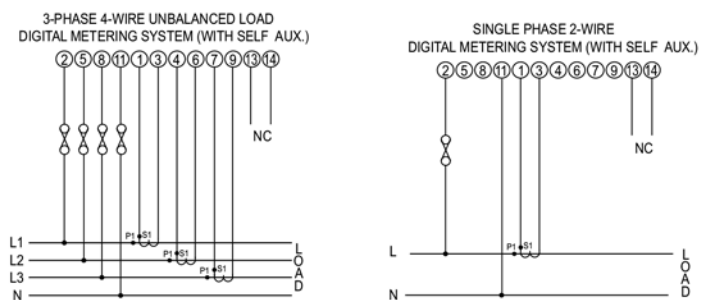 3-PHASE 4-WIRE UNBALANCED LOAD
DIGITAL METERING SYSTEM (WITH SELF AUX.)
2 5 8 11 1 3 4 6 7 9 13 14
NC
L1
P1 S1
L2
P1 S1
L3
P1 S1
N
LOAD
SINGLE PHASE 2-WIRE
DIGITAL METERING SYSTEM (WITH SELF AUX.)
2 5 8 11 1 3 4 6 7 9 13 14
NC
L
P1 S1
N
LOAD